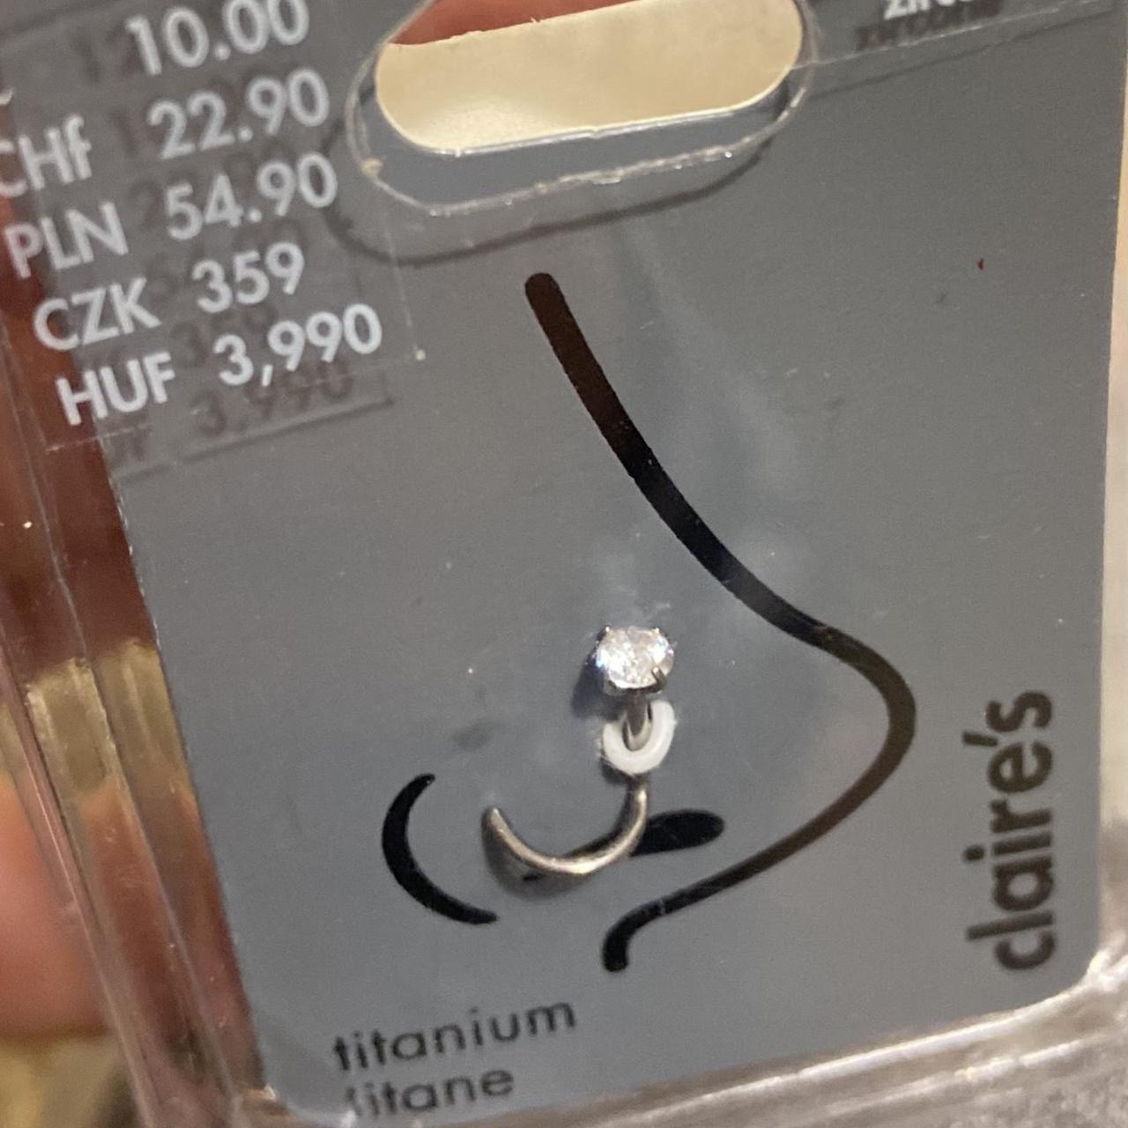 10.00
CHf 22.90
PLN 54.90
CZK 359
HUF 3,990
claire's
titanium
titane